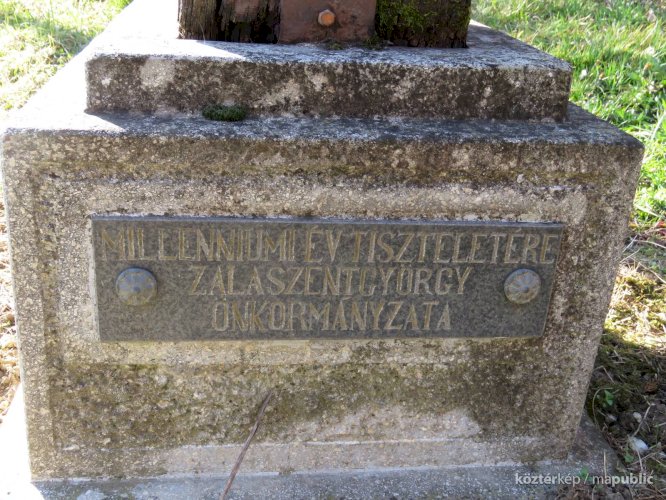 MILLENNIUMI ÉV TISZTELETÉRE
ZALASZENTGYÖRGY
ÖNKORMÁNYZATA
köztérkép / mapublic